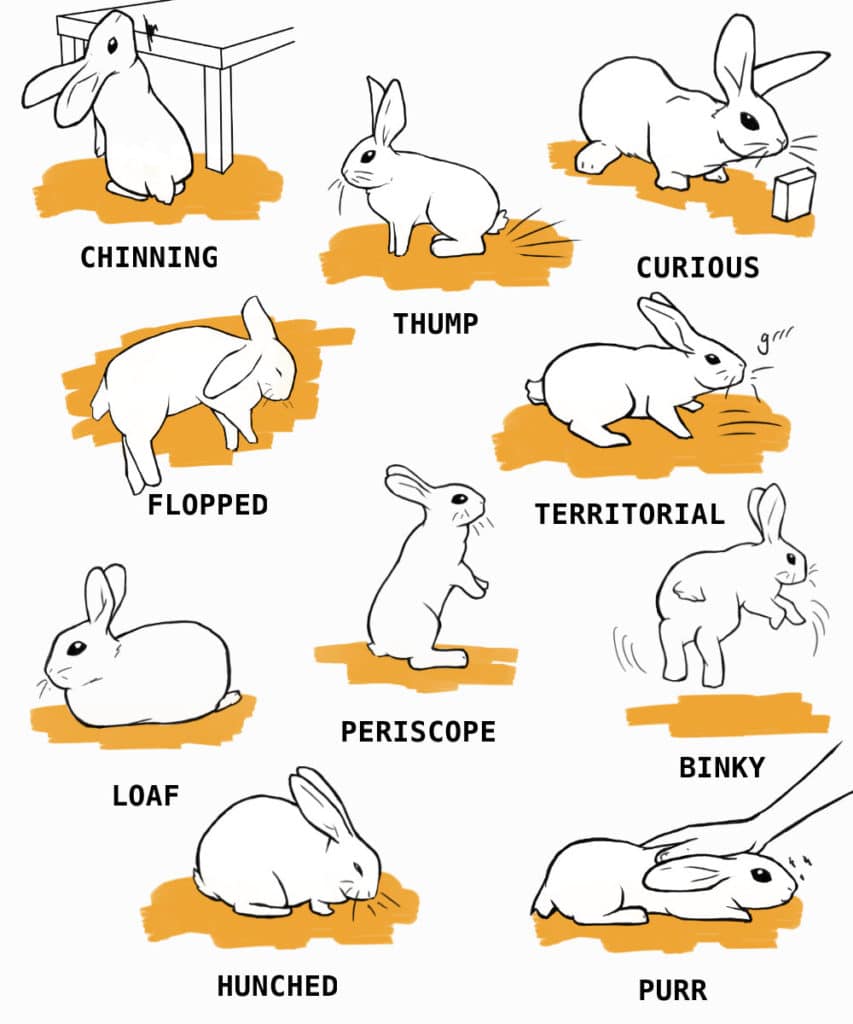 CHINNING
THUMP
CURIOUS
grrr
FLOPPED
TERRITORIAL
PERISCOPE
BINKY
LOAF
HUNCHED
PURR